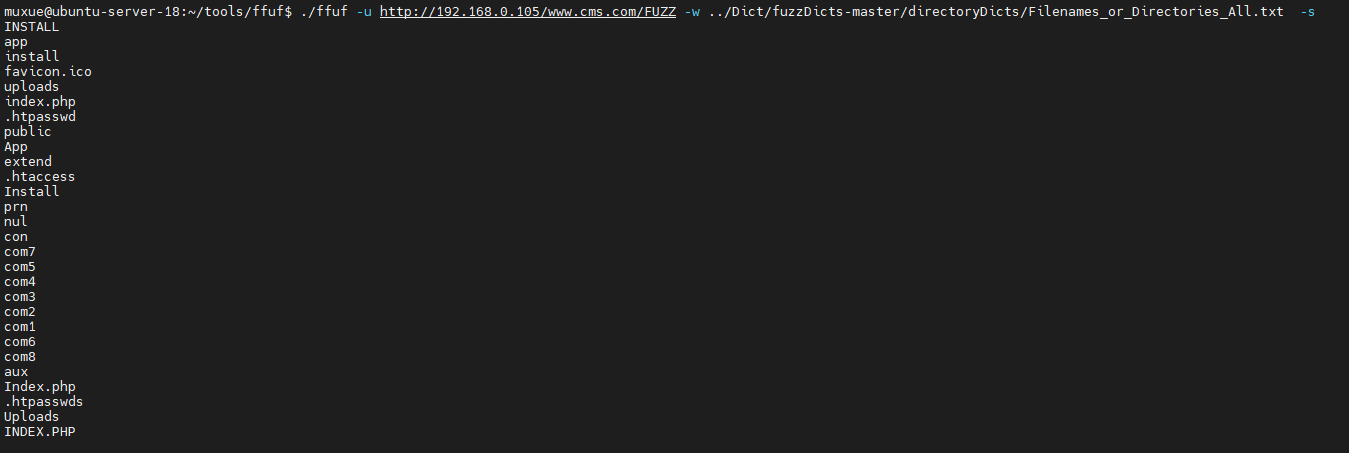 muxue@ubuntu-server-18:~/tools/ffuf$ ./ffuf -u http://192.168.0.105/www.cms.com/FUZZ -w ../Dict/fuzzDicts-master/directoryDicts/Filenames_or_Directories_All.txt  -s
INSTALL
app
install
favicon.ico
uploads
index.php
.htpasswd
public
App
extend
.htaccess
Install
prn
nul
con
com7
com5
com4
com3
com2
com1
com6
com8
aux
Index.php
.htpasswds
Uploads
INDEX.PHP